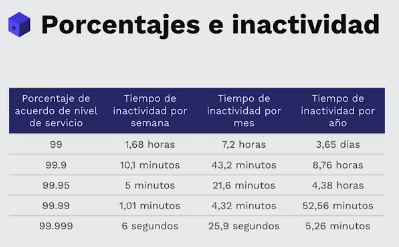 Porcentajes e inactividad
Porcentaje de acuerdo de nivel de servicio | Tiempo de inactividad por semana | Tiempo de inactividad por mes | Tiempo de inactividad por año
99 | 1,68 horas | 7,2 horas | 3,65 días
99.9 | 10,1 minutos | 43,2 minutos | 8,76 horas
99.95 | 5 minutos | 21,6 minutos | 4,38 horas
99.99 | 1,01 minutos | 4,32 minutos | 52,56 minutos
99.999 | 6 segundos | 25,9 segundos | 5,26 minutos